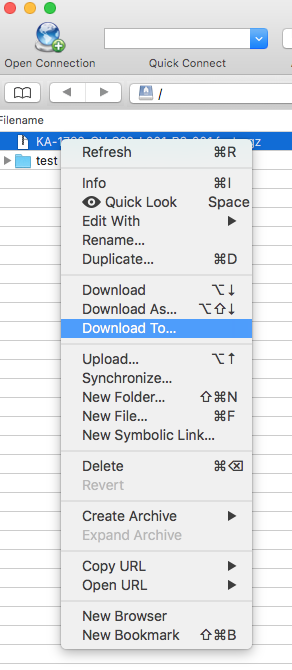 Open Connection
Quick Connect
/
Filename
Refresh ⌘R
test
Info ⌘I
Quick Look Space
Edit With ▶
Rename...
Duplicate... ⌘D
Download ⌥↓
Download As... ⌥⇧↓
Download To...
Upload... ⌥↑
Synchronize...
New Folder... ⇧⌘N
New File... ⌘F
New Symbolic Link...
Delete ⌘⌫
Revert
Create Archive ▶
Expand Archive
Copy URL ▶
Open URL ▶
New Browser
New Bookmark ⇧⌘B